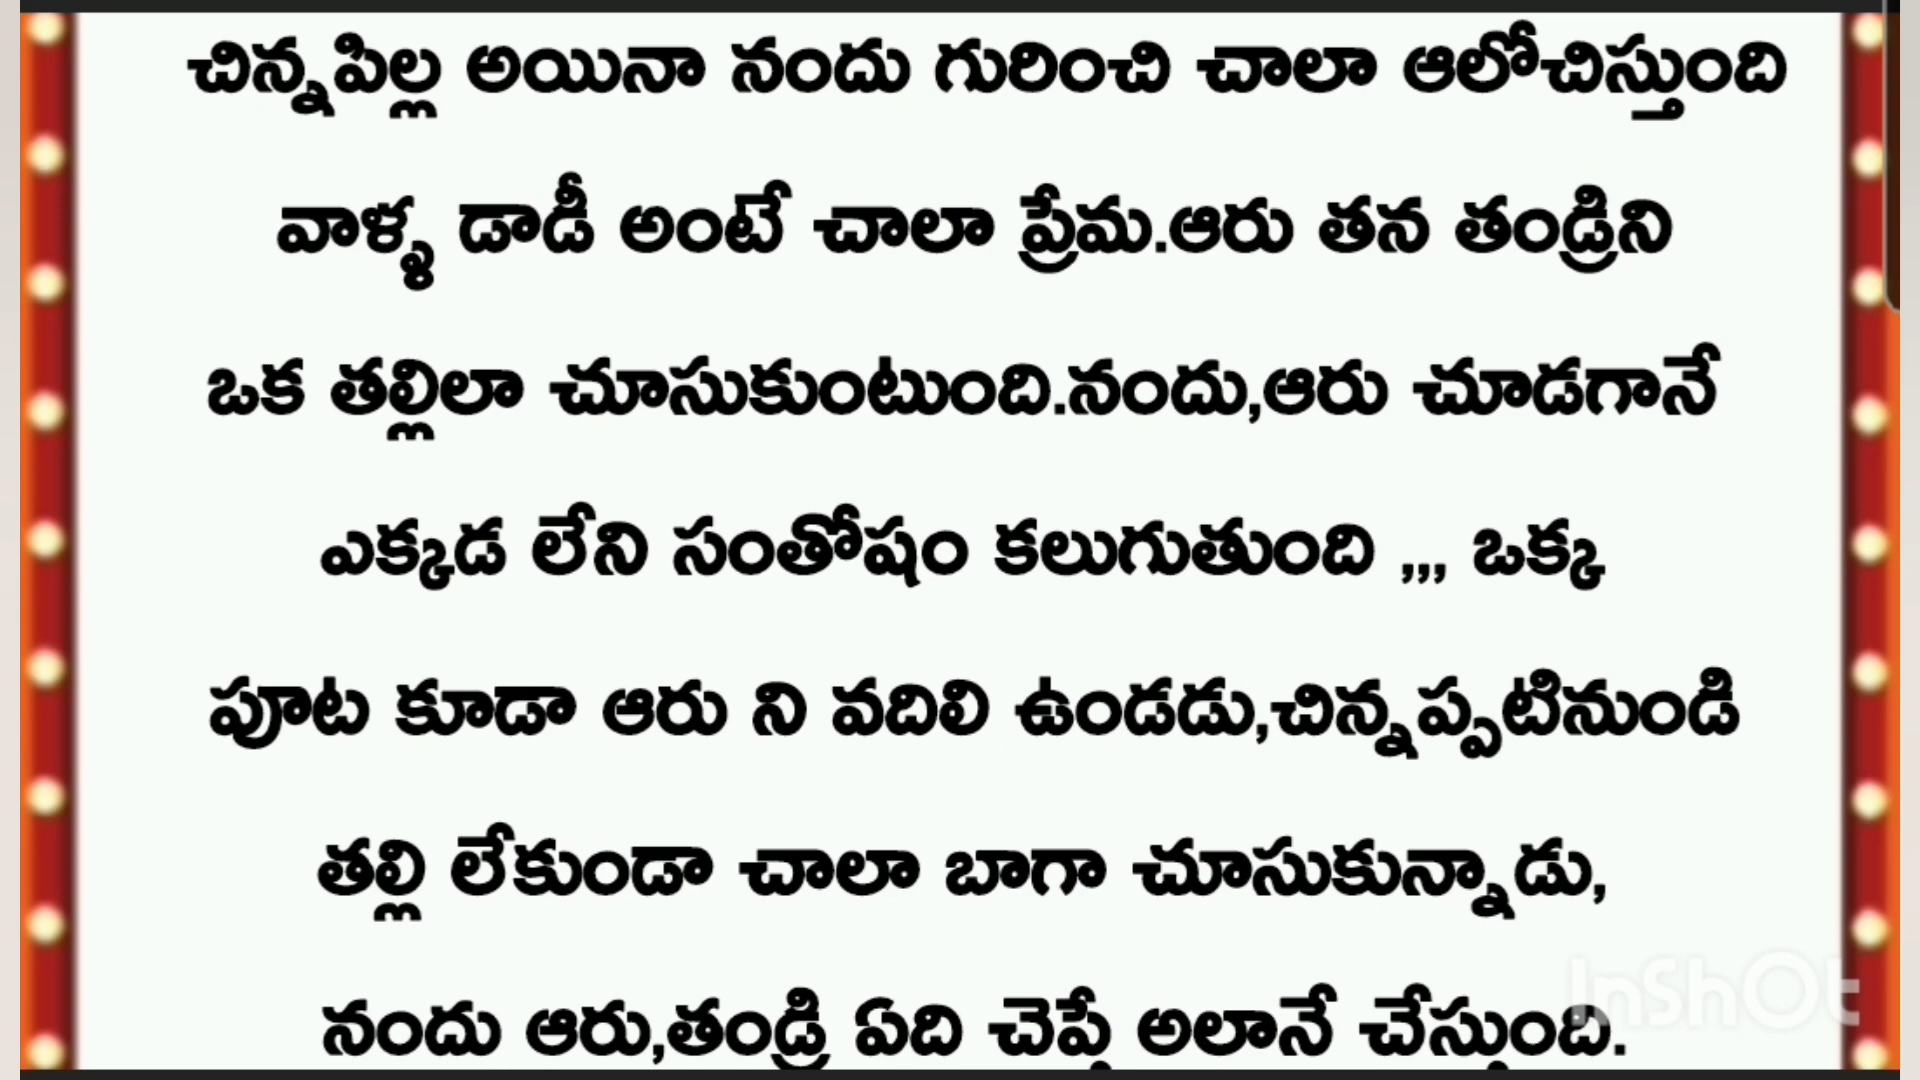 చిన్నపిల్ల అయినా నందు గురించి చాలా ఆలోచిస్తుంది
వాళ్ళ డాడీ అంటే చాలా ప్రేమ.ఆరు తన తండ్రిని
ఒక తల్లిలా చూసుకుంటుంది.నందు,ఆరు చూడగానే
ఎక్కడ లేని సంతోషం కలుగుతుంది ,,, ఒక్క
పూట కూడా ఆరు ని వదిలి ఉండడు,చిన్నప్పటినుండి
తల్లి లేకుండా చాలా బాగా చూసుకున్నాడు,
నందు ఆరు,తండ్రి ఏది చెప్తే అలానే చేస్తుంది.
InShOt